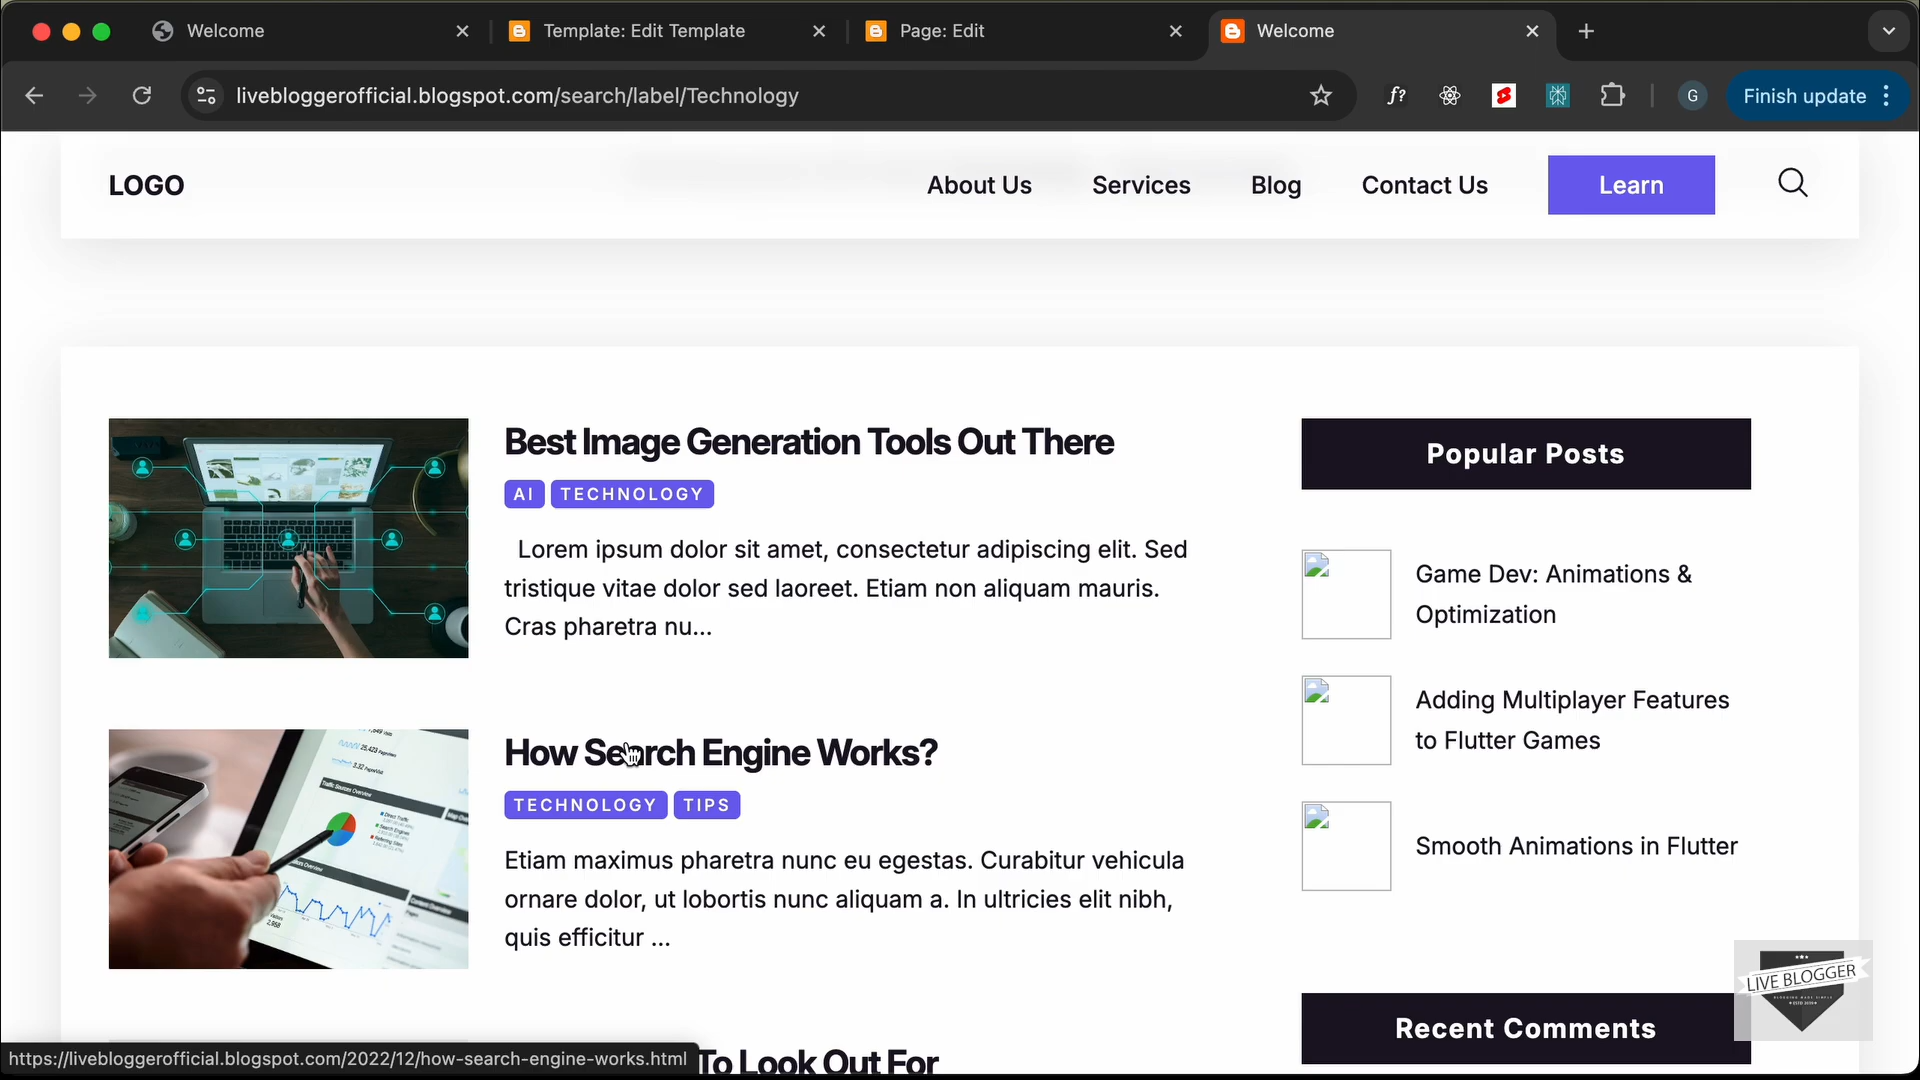 Welcome
Template: Edit Template
Page: Edit
Welcome
livebloggerofficial.blogspot.com/search/label/Technology
f?
G
Finish update
LOGO
About Us
Services
Blog
Contact Us
Learn
Best Image Generation Tools Out There
AI
TECHNOLOGY
Lorem ipsum dolor sit amet, consectetur adipiscing elit. Sed
tristique vitae dolor sed laoreet. Etiam non aliquam mauris.
Cras pharetra nu...
How Search Engine Works?
TECHNOLOGY
TIPS
Etiam maximus pharetra nunc eu egestas. Curabitur vehicula
ornare dolor, ut lobortis nunc aliquam a. In ultricies elit nibh,
quis efficitur ...
To Look Out For
Popular Posts
Game Dev: Animations &
Optimization
Adding Multiplayer Features
to Flutter Games
Smooth Animations in Flutter
Recent Comments
LIVE BLOGGER
https://livebloggerofficial.blogspot.com/2022/12/how-search-engine-works.html